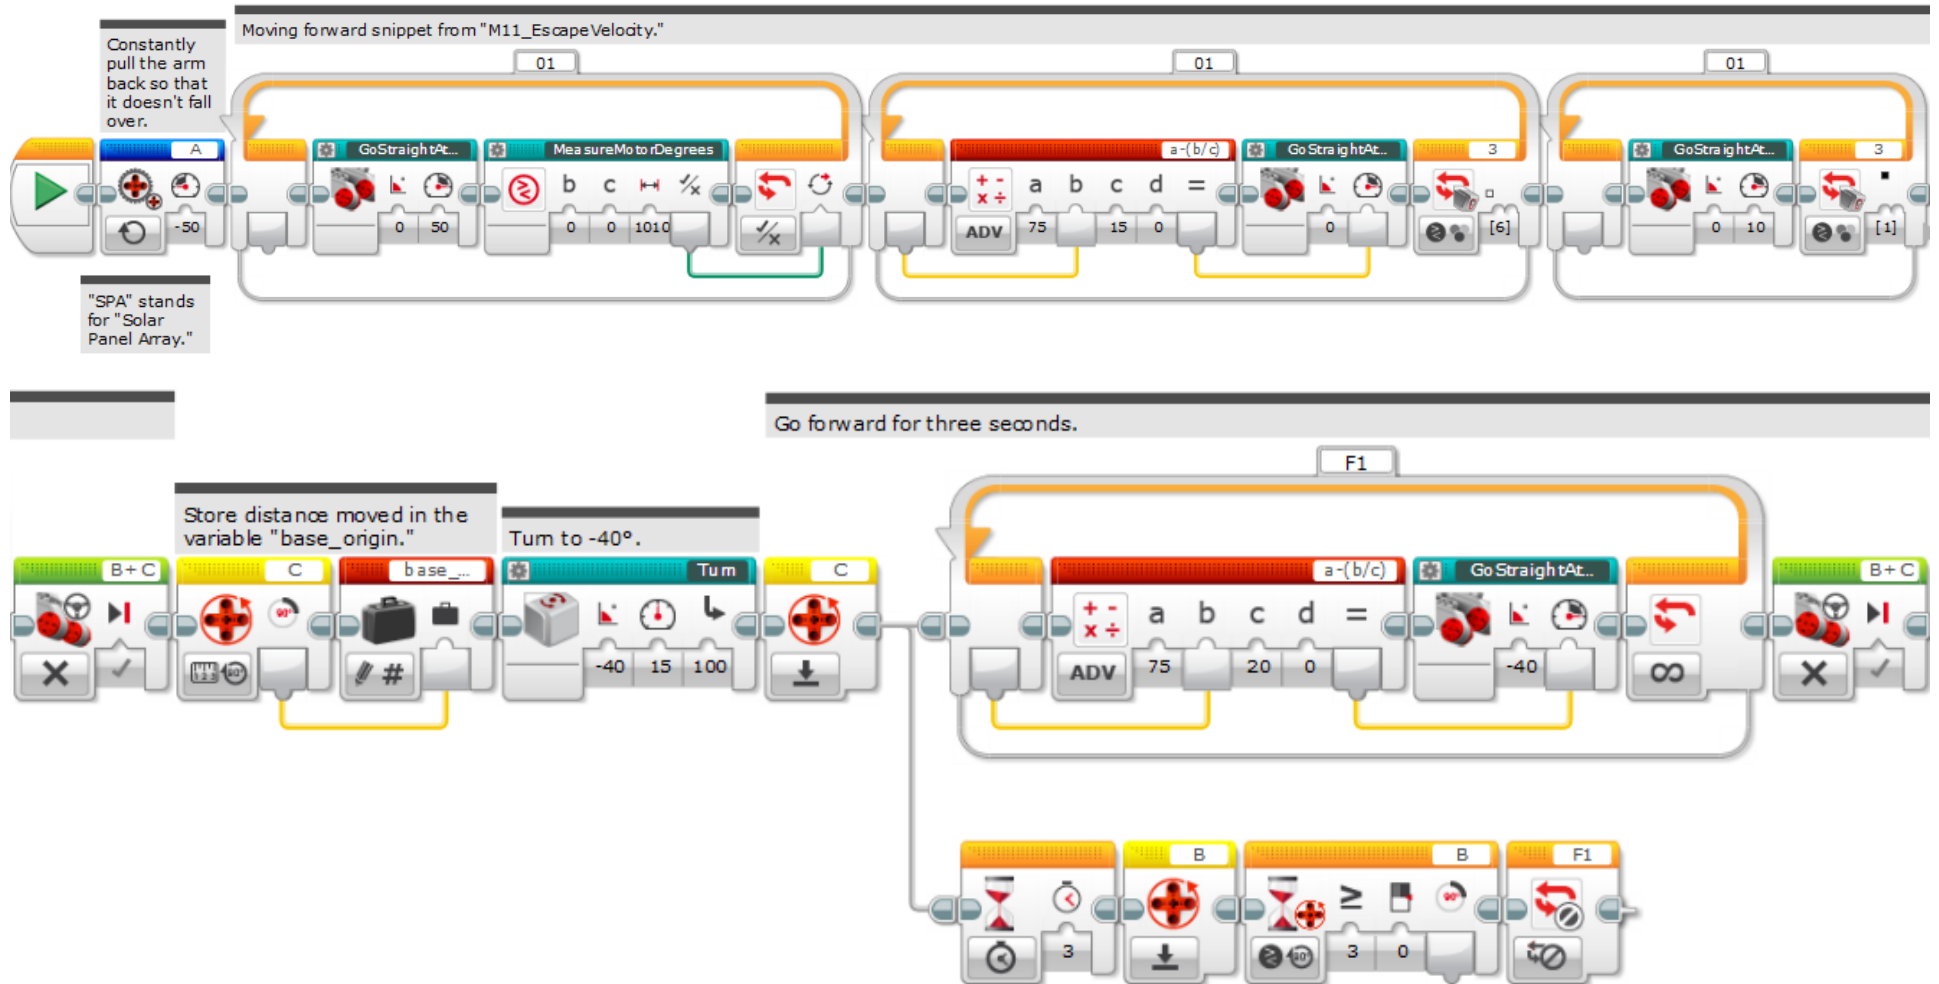 Moving forward snippet from "M11_EscapeVelocity."
Constantly
pull the arm
back so that
it doesn't fall
over.
01
01
01
A
GoStraightAt...
MeasureMotorDegrees
a-(b/c)
GoStraightAt...
3
GoStraightAt...
3
b c
a b c d =
-50
0 50
0 0 1010
ADV 75 15 0
0
[6]
0 10
[1]
"SPA" stands
for "Solar
Panel Array."
Go forward for three seconds.
F1
Store distance moved in the
variable "base_origin."
Turn to -40°.
B+C
C
base_...
Turn
C
a-(b/c)
GoStraightAt...
B+C
90°
a b c d =
#
-40 15 100
ADV 75 20 0
-40
∞
B
B
F1
≥
90°
3
3 0